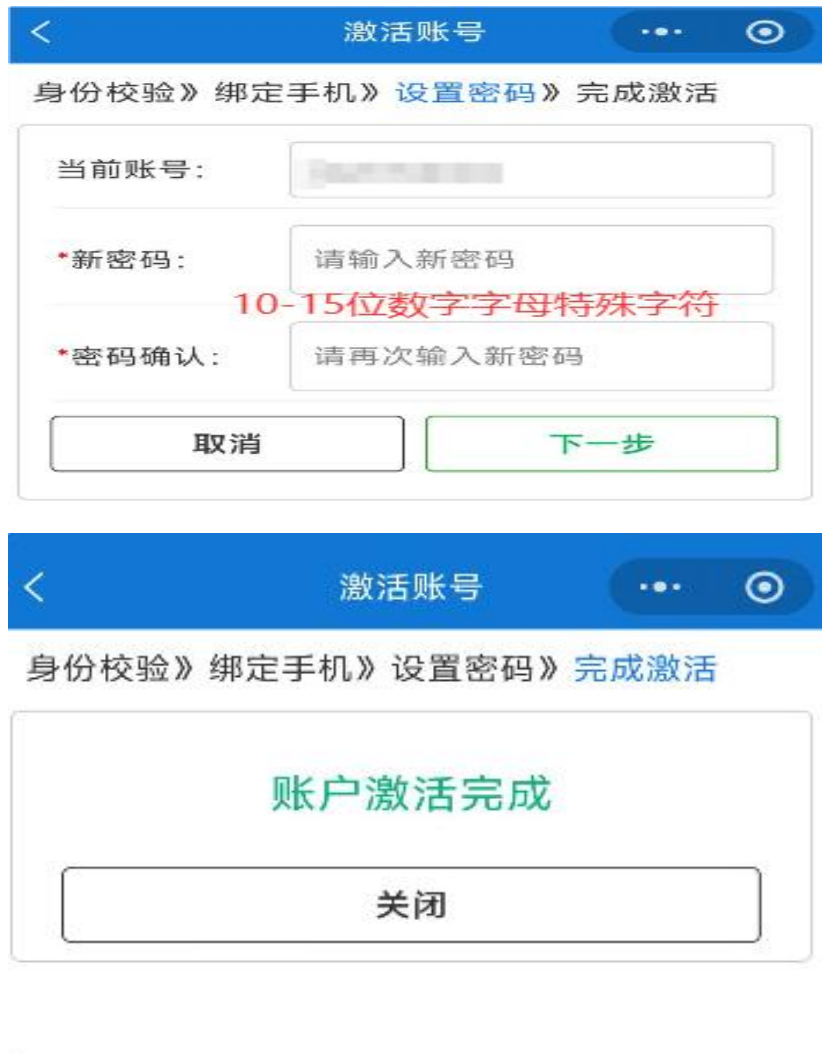 激活账号
身份校验》绑定手机》设置密码》完成激活
当前账号:
*新密码: 请输入新密码
10-15位数字字母特殊字符
*密码确认: 请再次输入新密码
取消 下一步
激活账号
身份校验》绑定手机》设置密码》完成激活
账户激活完成
关闭